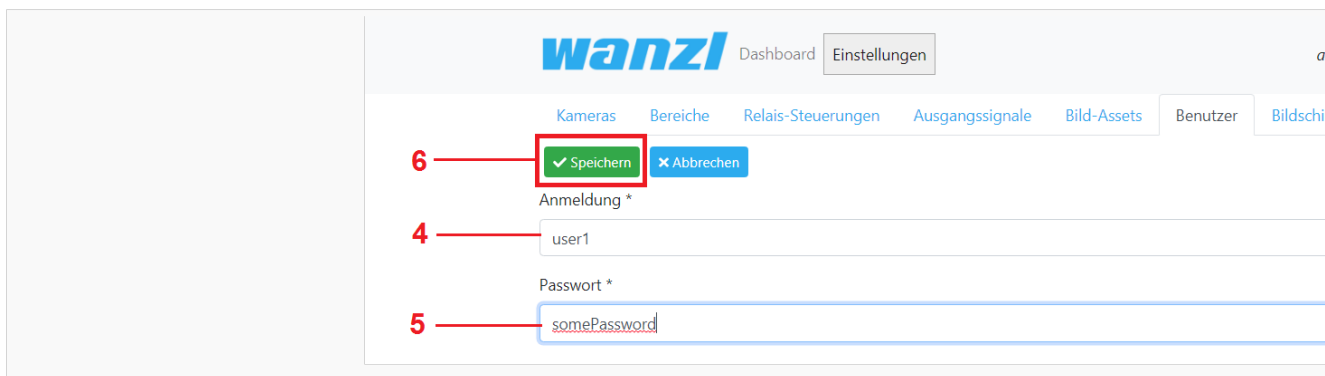 wanzl Dashboard Einstellungen a
Kameras Bereiche Relais-Steuerungen Ausgangssignale Bild-Assets Benutzer Bildschi
6 Speichern Abbrechen
Anmeldung *
4 user1
Passwort *
5 somePassword